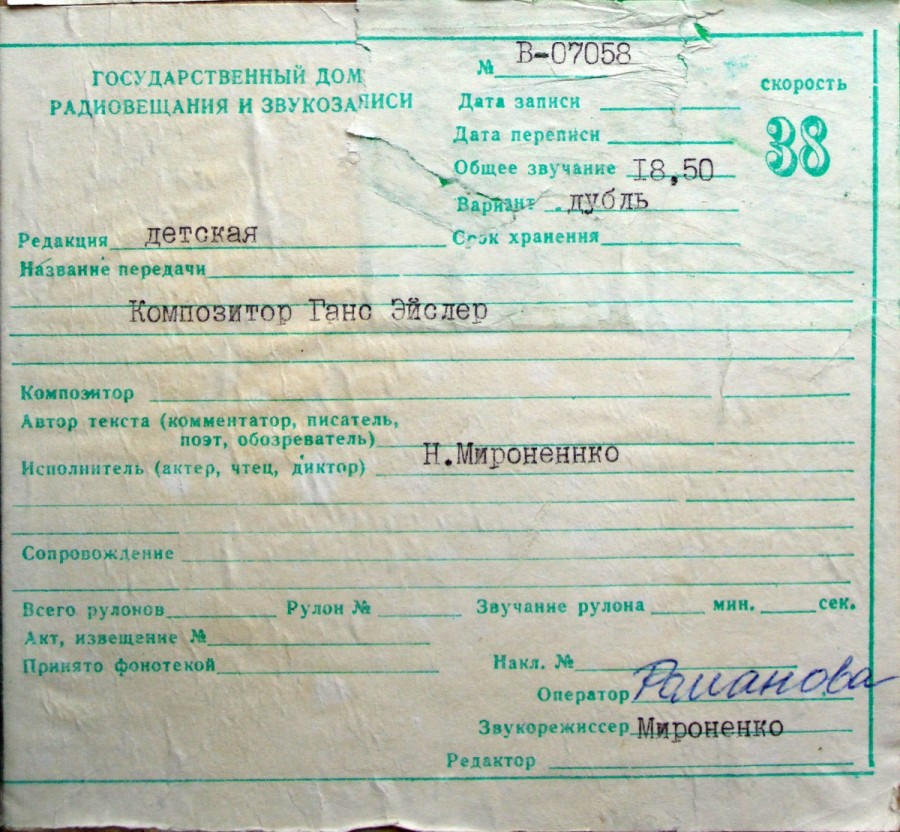 ГОСУДАРСТВЕННЫЙ ДОМ
РАДИОВЕЩАНИЯ И ЗВУКОЗАПИСИ
№ В-07058
скорость
38
Дата записи
Дата переписи
Общее звучание 18,50
Вариант дубль
Срок хранения
Редакция детская
Название передачи
Композитор Ганс Эйслер
Композитор
Автор текста (комментатор, писатель,
поэт, обозреватель)
Н.Мироненнко
Исполнитель (актер, чтец, диктор)
Сопровождение
Всего рулонов Рулон № Звучание рулона мин. сек.
Акт, извещение №
Принято фонотекой
Накл. №
Оператор Романова
Звукорежиссер Мироненко
Редактор